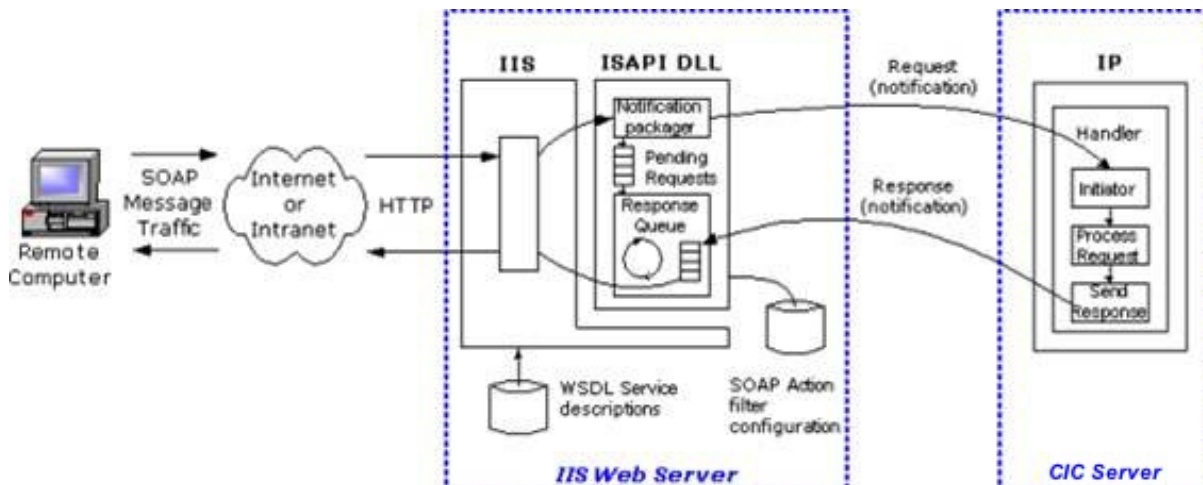 IIS
ISAPI DLL
Notification
packager
Pending
Requests
Response
Queue
Request
(notification)
Response
(notification)
IP
Handler
Initiator
Process
Request
Send
Response
SOAP
Message
Traffic
Internet
or
Intranet
HTTP
Remote
Computer
WSDL Service
descriptions
SOAP Action
filter
configuration
IIS Web Server
CIC Server